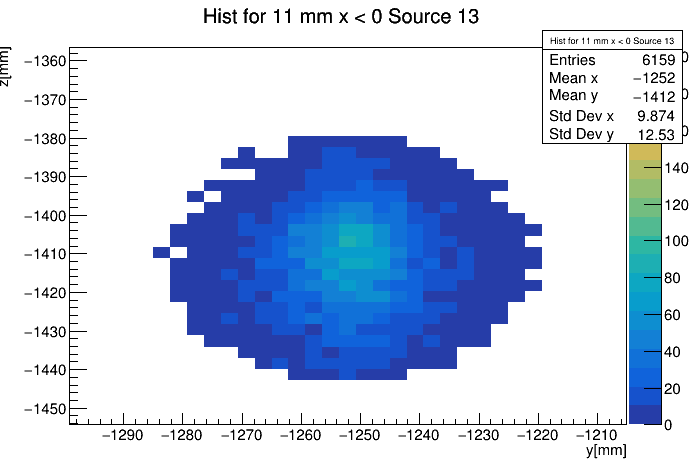 Hist for 11 mm x < 0 Source 13
z[mm]
Hist for 11 mm x < 0 Source 13
Entries 6159
Mean x −1252
Mean y −1412
Std Dev x 9.874
Std Dev y 12.53
−1360
−1370
−1380
−1390
−1400
−1410
−1420
−1430
−1440
−1450
140
120
100
80
60
40
20
0
−1290 −1280 −1270 −1260 −1250 −1240 −1230 −1220 −1210
y[mm]